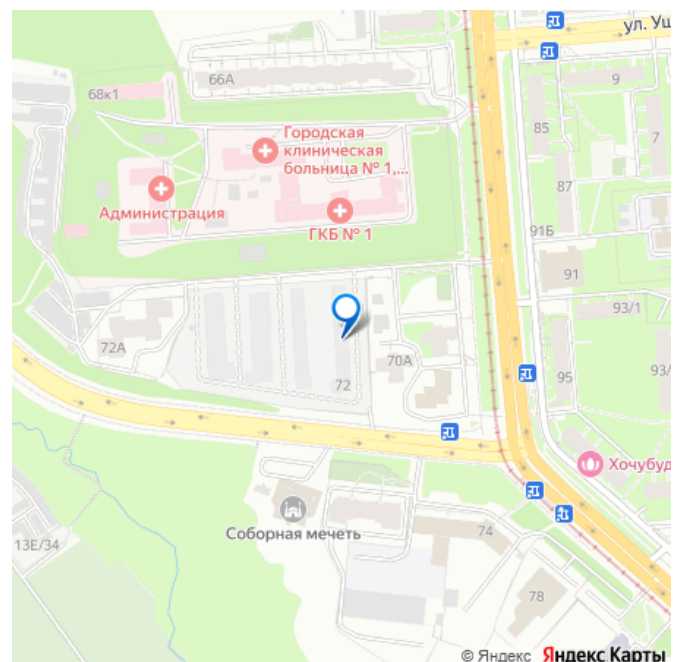 ул. Уш
66А
9
68к1
Городская
клиническая
больница № 1,...
85
7
87
Администрация
ГКБ № 1
91Б
91
93/1
72А
70А
72
95
93/
Хочубуд
Соборная мечеть
74
13Е/34
78
© Яндекс Яндекс Карты